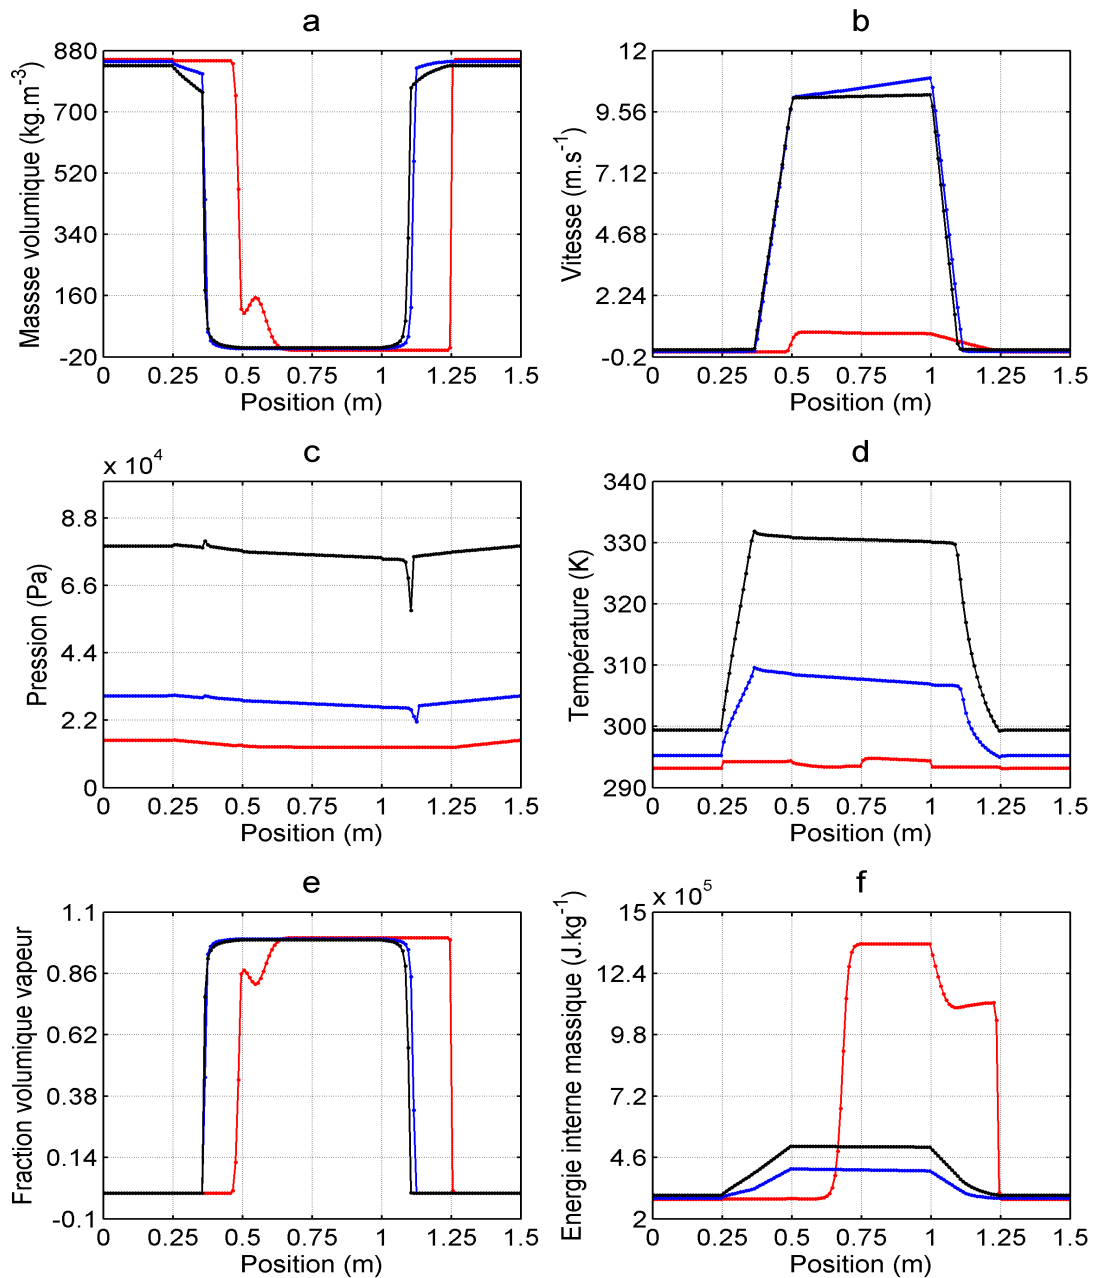 a
Masssse volumique (kg.m-3)
880
700
520
340
160
-20
0 0.25 0.5 0.75 1 1.25 1.5
Position (m)
b
Vitesse (m.s-1)
12
9.56
7.12
4.68
2.24
-0.2
0 0.25 0.5 0.75 1 1.25 1.5
Position (m)
c
x 10^4
Pression (Pa)
8.8
6.6
4.4
2.2
0
0 0.25 0.5 0.75 1 1.25 1.5
Position (m)
d
Température (K)
340
330
320
310
300
290
0 0.25 0.5 0.75 1 1.25 1.5
Position (m)
e
Fraction volumique vapeur
1.1
0.86
0.62
0.38
0.14
-0.1
0 0.25 0.5 0.75 1 1.25 1.5
Position (m)
f
x 10^5
Energie interne massique (J.kg-1)
15
12.4
9.8
7.2
4.6
2
0 0.25 0.5 0.75 1 1.25 1.5
Position (m)